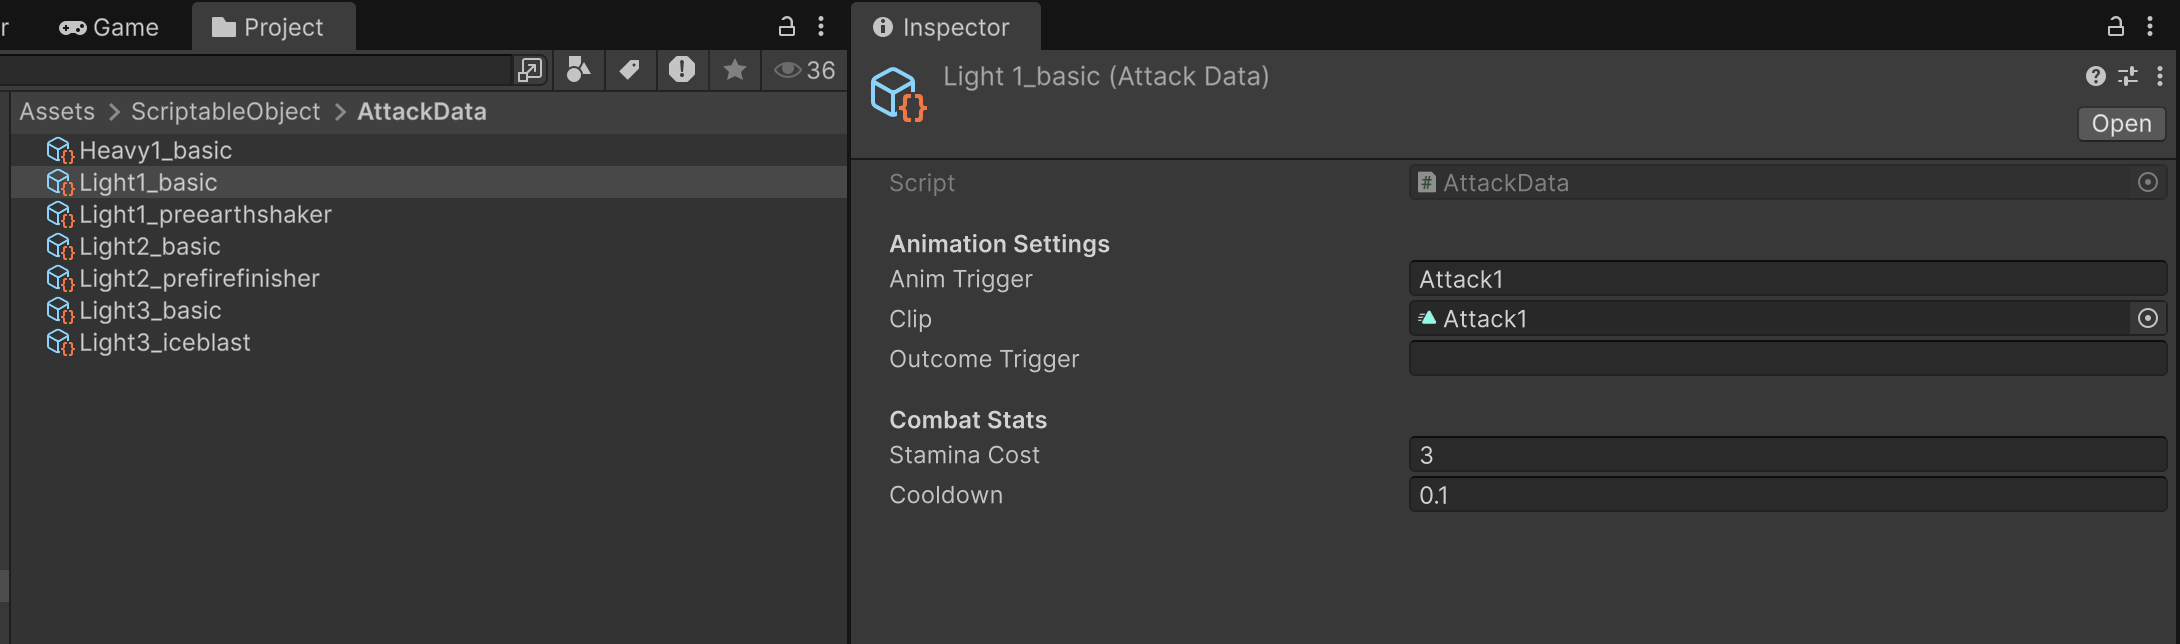 r Game Project
36
Assets > ScriptableObject > AttackData
Heavy1_basic
Light1_basic
Light1_preearthshaker
Light2_basic
Light2_prefirefinisher
Light3_basic
Light3_iceblast
Inspector
Light 1_basic (Attack Data)
Open
Script AttackData
Animation Settings
Anim Trigger Attack1
Clip Attack1
Outcome Trigger
Combat Stats
Stamina Cost 3
Cooldown 0.1